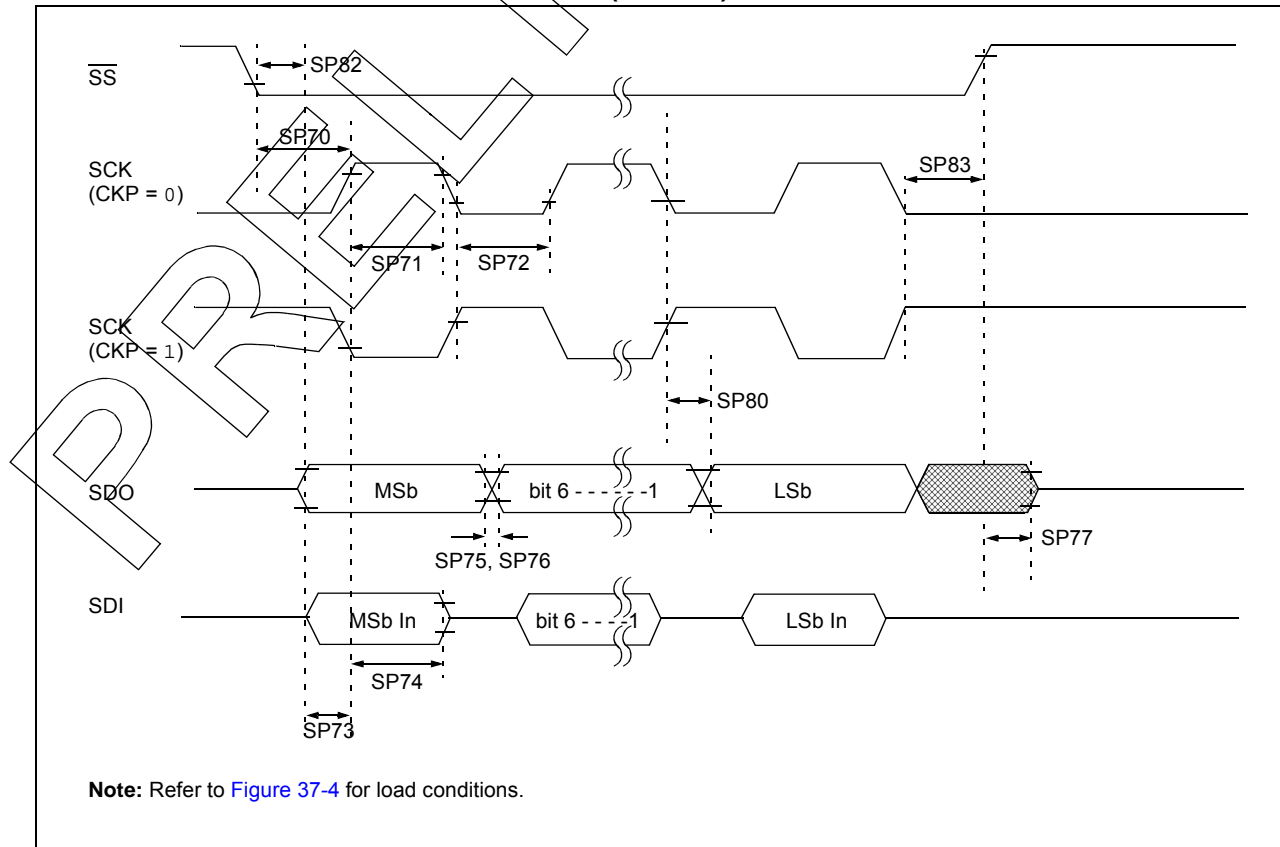 SS
SP82
SP70
SCK
(CKP = 0)
SP83
SP71
SP72
SCK
(CKP = 1)
SP80
SDO
MSb
bit 6 - - - - - -1
LSb
SP77
SP75, SP76
SDI
MSb In
bit 6 - - - -1
LSb In
SP74
SP73
Note: Refer to Figure 37-4 for load conditions.
PREL